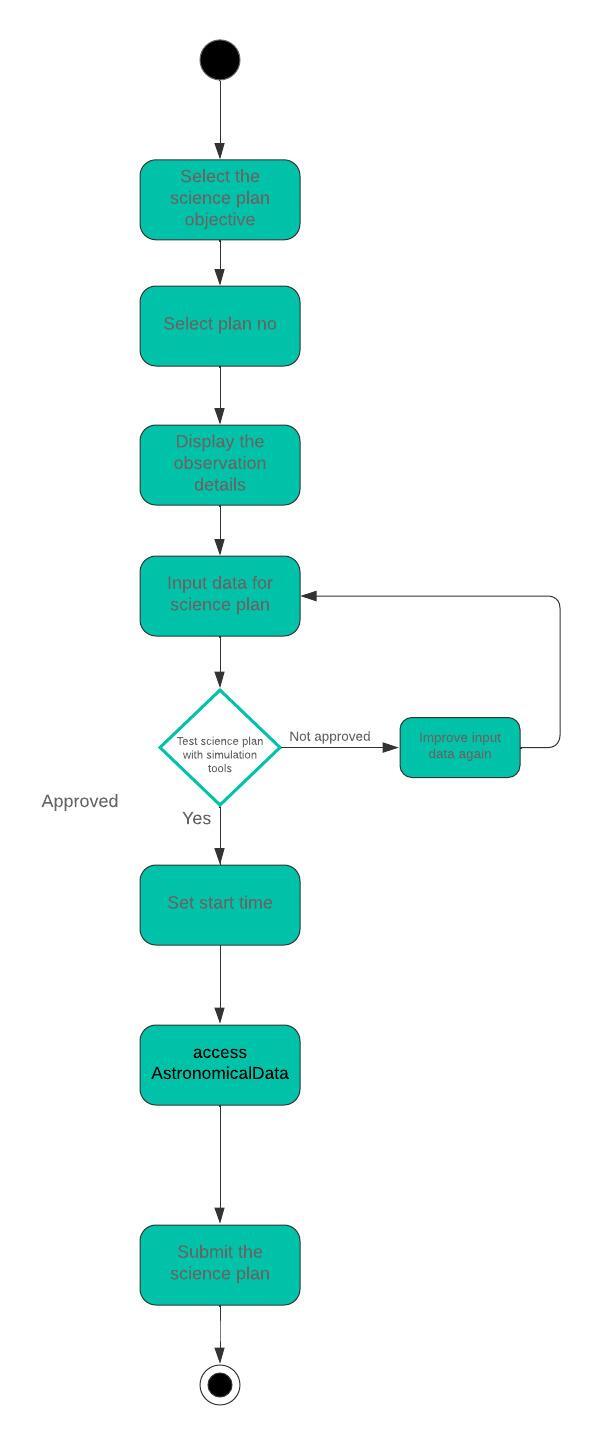 Select the
science plan
objective
Select plan no
Display the
observation
details
Input data for
science plan
Test science plan
with simulation
tools
Not approved
Improve input
data again
Approved
Yes
Set start time
access
AstronomicalData
Submit the
science plan